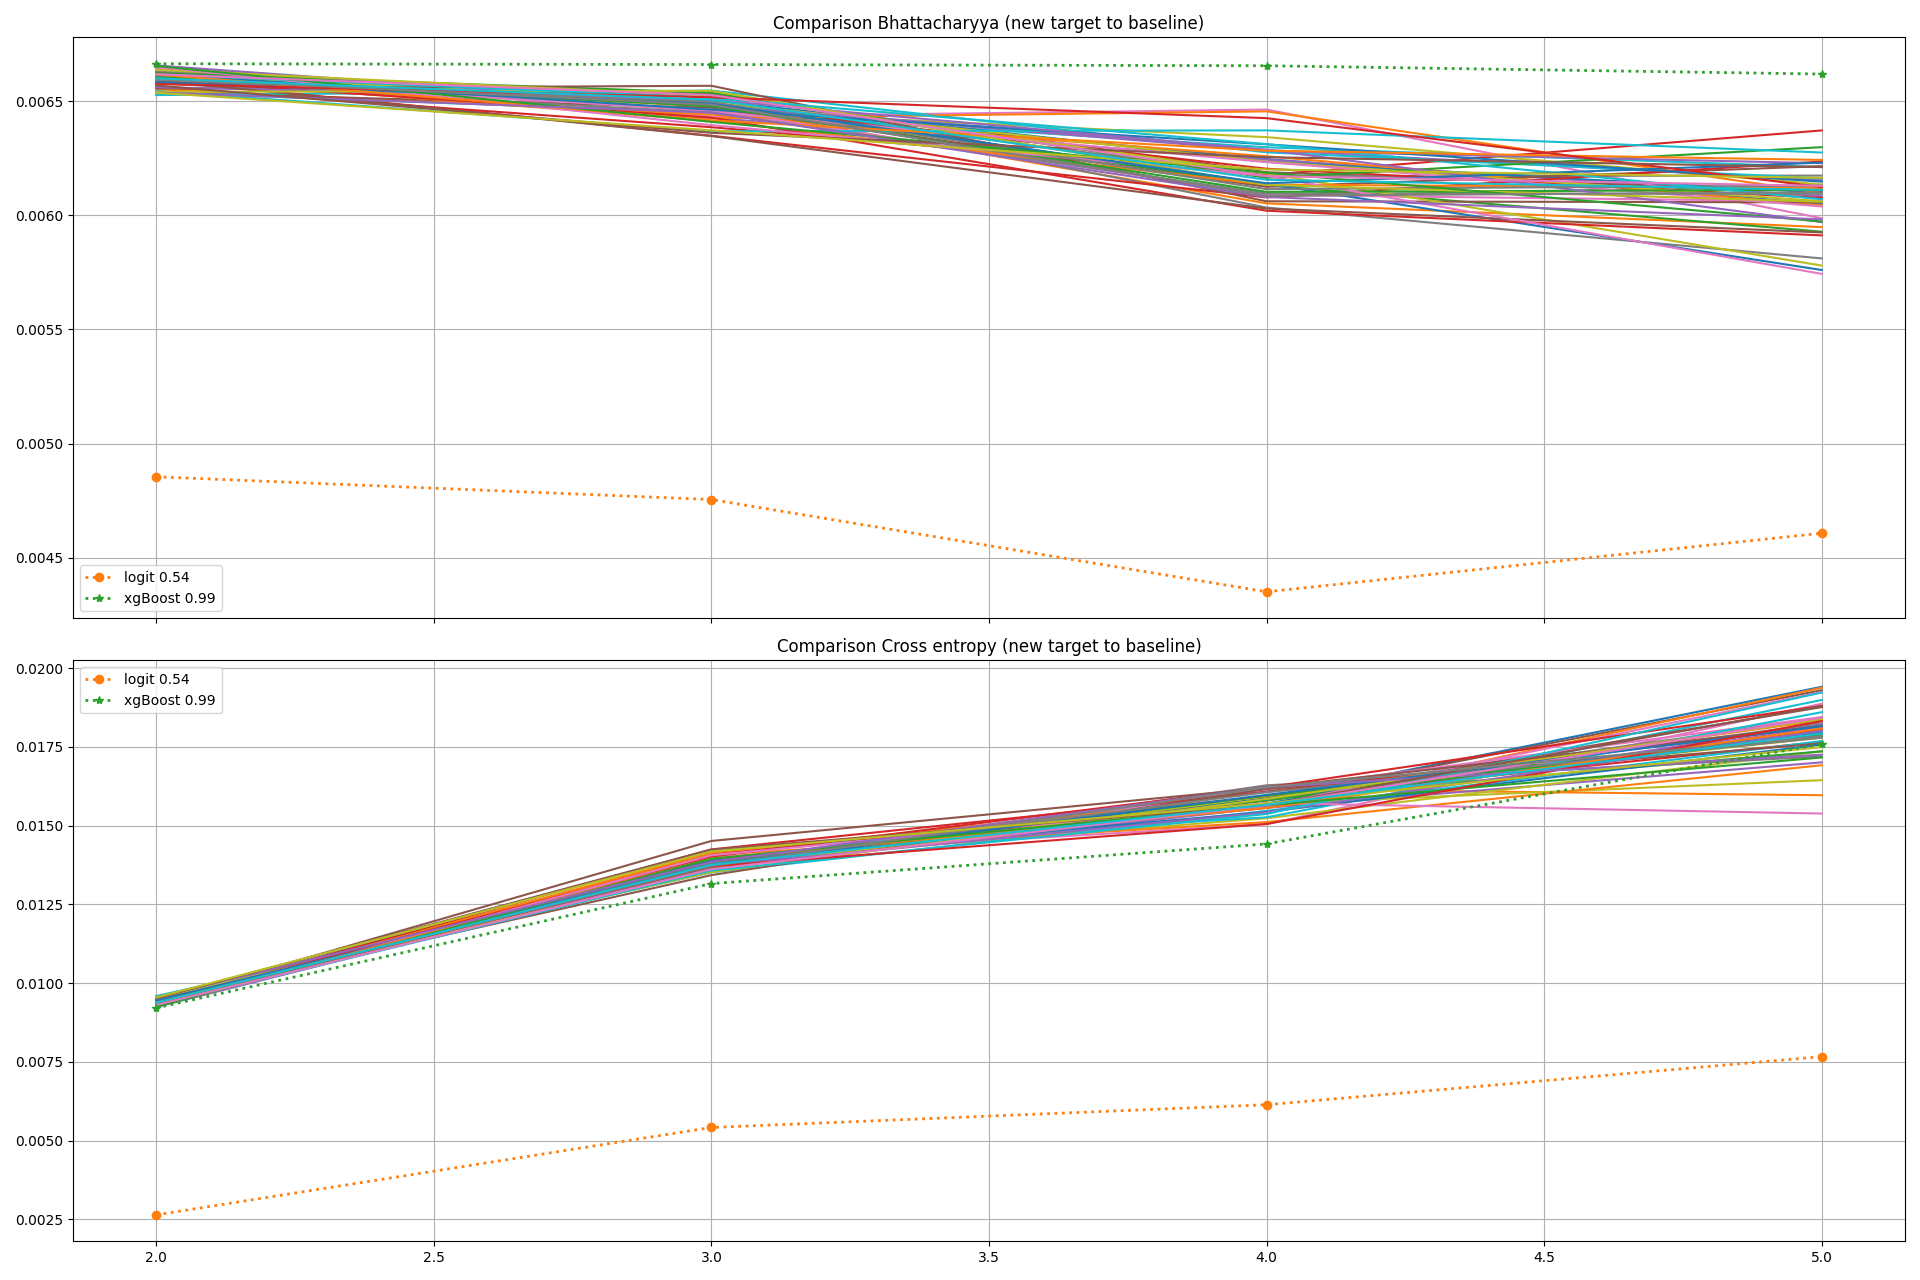 Comparison Bhattacharyya (new target to baseline)
0.0065
0.0060
0.0055
0.0050
0.0045
logit 0.54
xgBoost 0.99
Comparison Cross entropy (new target to baseline)
0.0200
0.0175
0.0150
0.0125
0.0100
0.0075
0.0050
0.0025
logit 0.54
xgBoost 0.99
2.0 2.5 3.0 3.5 4.0 4.5 5.0